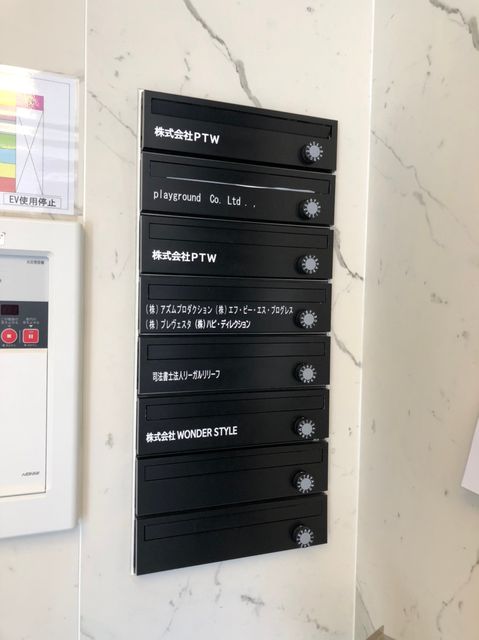 株式会社PTW
playground Co. Ltd..
株式会社PTW
(株) アズムプロダクション (株) エフ・ビー・エス・プログレス
(株) プレヴェスタ (株) ハピ・ディレクション
司法書士法人リーガルリリーフ
株式会社 WONDER STYLE
EV使用停止